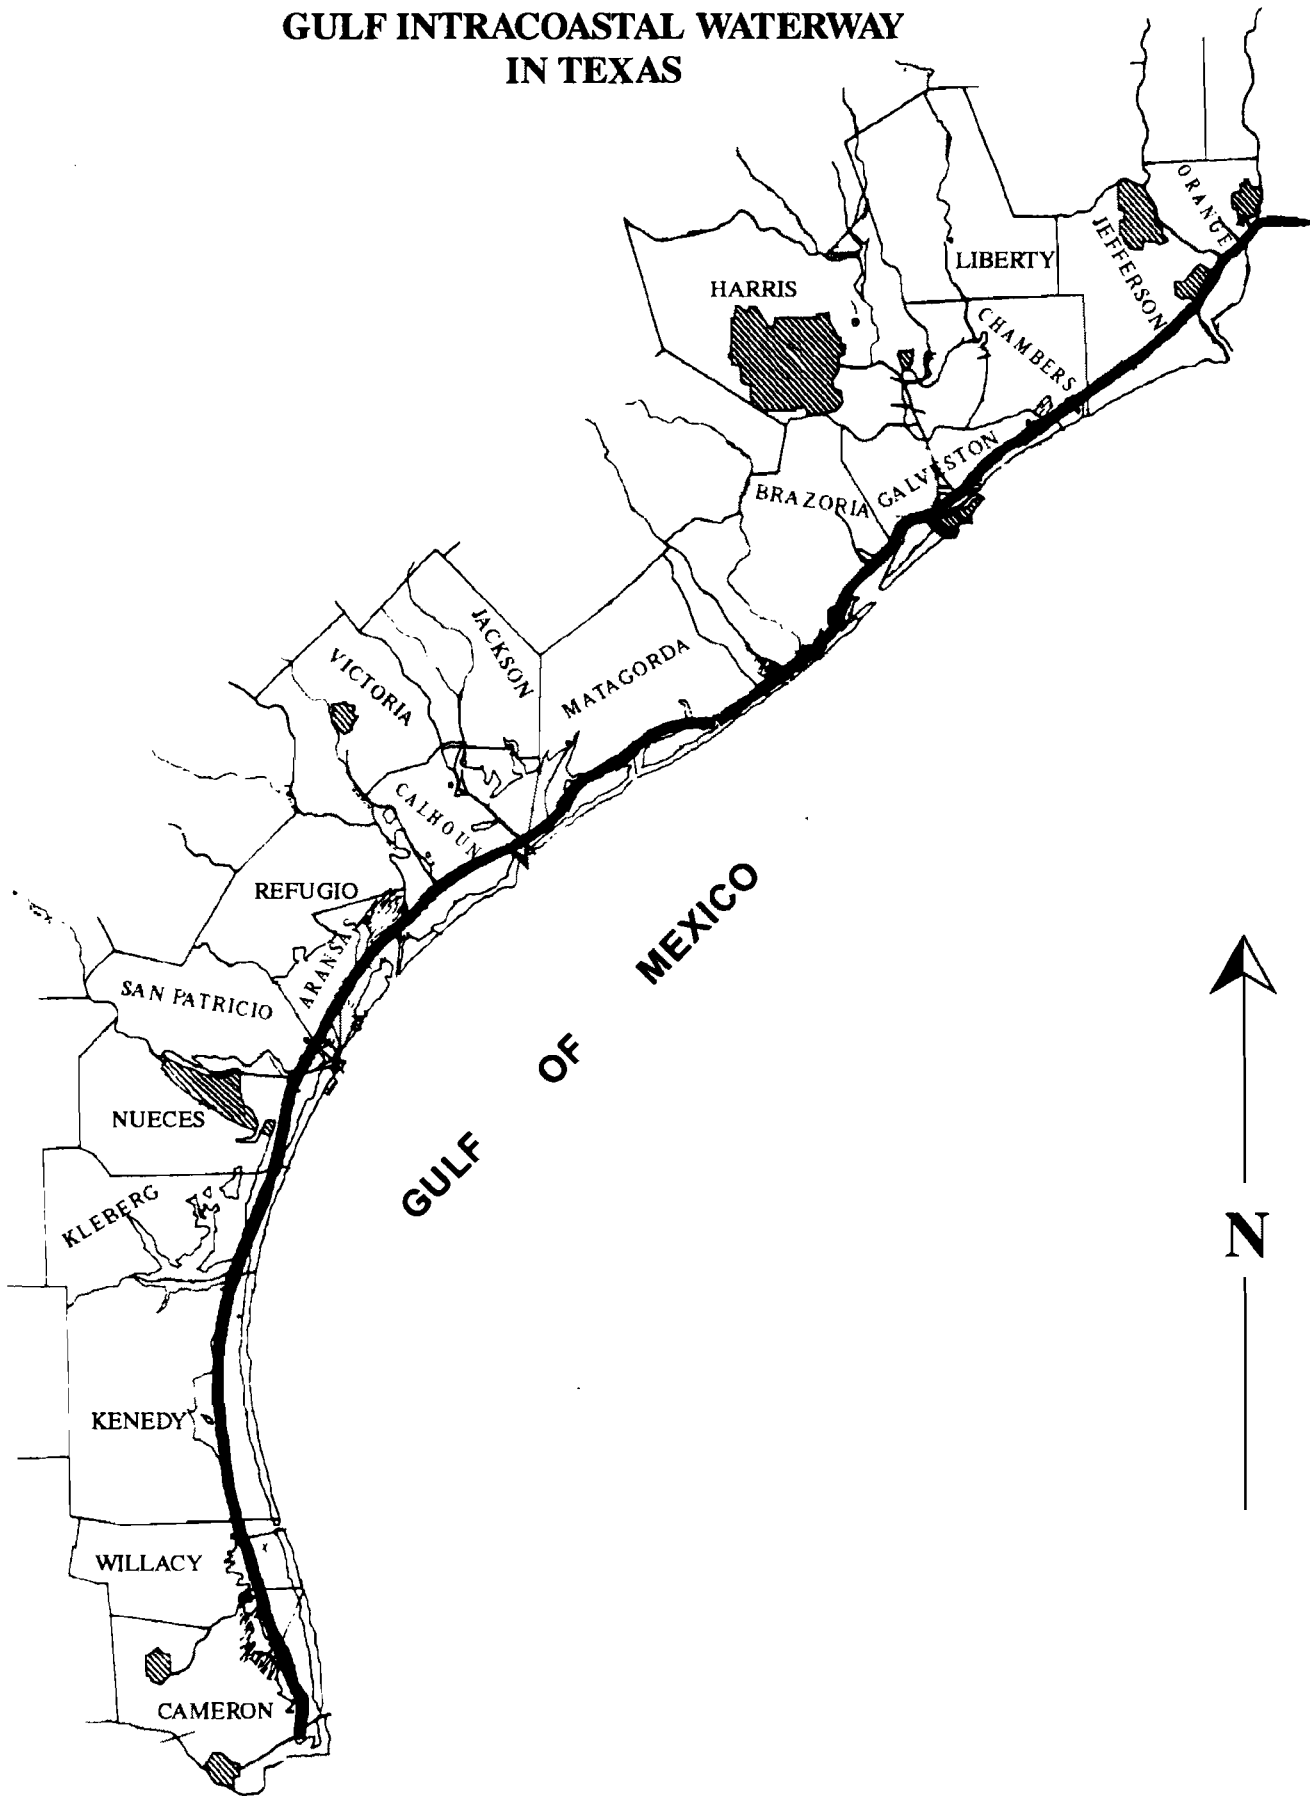 GULF INTRACOASTAL WATERWAY
IN TEXAS
ORANGE
JEFFERSON
LIBERTY
HARRIS
CHAMBERS
GALVESTON
BRAZORIA
JACKSON
MATAGORDA
VICTORIA
CALHOUN
REFUGIO
ARANSAS
SAN PATRICIO
NUECES
KLEBERG
KENEDY
WILLACY
CAMERON
GULF OF MEXICO
N